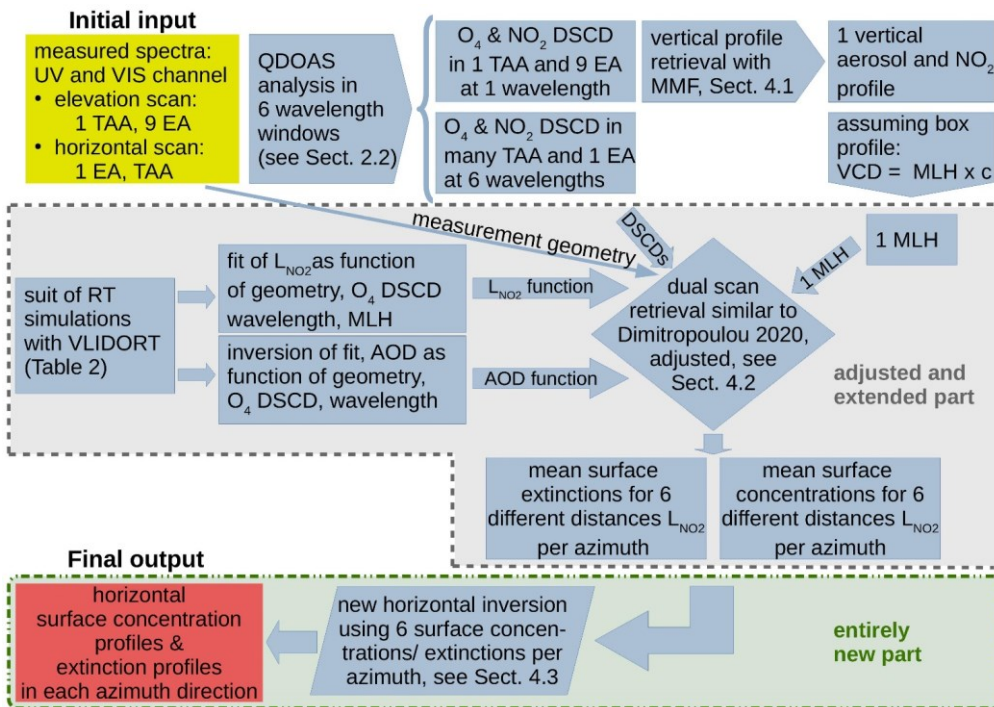 Initial input
measured spectra:
UV and VIS channel
• elevation scan:
1 TAA, 9 EA
• horizontal scan:
1 EA, TAA
QDOAS
analysis in
6 wavelength
windows
(see Sect. 2.2)
O₄ & NO₂ DSCD
in 1 TAA and 9 EA
at 1 wavelength
O₄ & NO₂ DSCD in
many TAA and 1 EA
at 6 wavelengths
vertical profile
retrieval with
MMF, Sect. 4.1
1 vertical
aerosol and NO₂
profile
assuming box
profile:
VCD = MLH x c
measurement geometry
DSCDs
1 MLH
1 MLH
suit of RT
simulations
with VLIDORT
(Table 2)
fit of L_NO2 as function
of geometry, O₄ DSCD
wavelength, MLH
L_NO2 function
inversion of fit, AOD as
function of geometry,
O₄ DSCD, wavelength
AOD function
dual scan
retrieval similar to
Dimitropoulou 2020,
adjusted, see
Sect. 4.2
adjusted and
extended part
mean surface
extinctions for 6
different distances L_NO2
per azimuth
mean surface
concentrations for 6
different distances L_NO2
per azimuth
Final output
horizontal
surface concentration
profiles &
extinction profiles
in each azimuth direction
new horizontal inversion
using 6 surface concen-
trations/ extinctions per
azimuth, see Sect. 4.3
entirely
new part